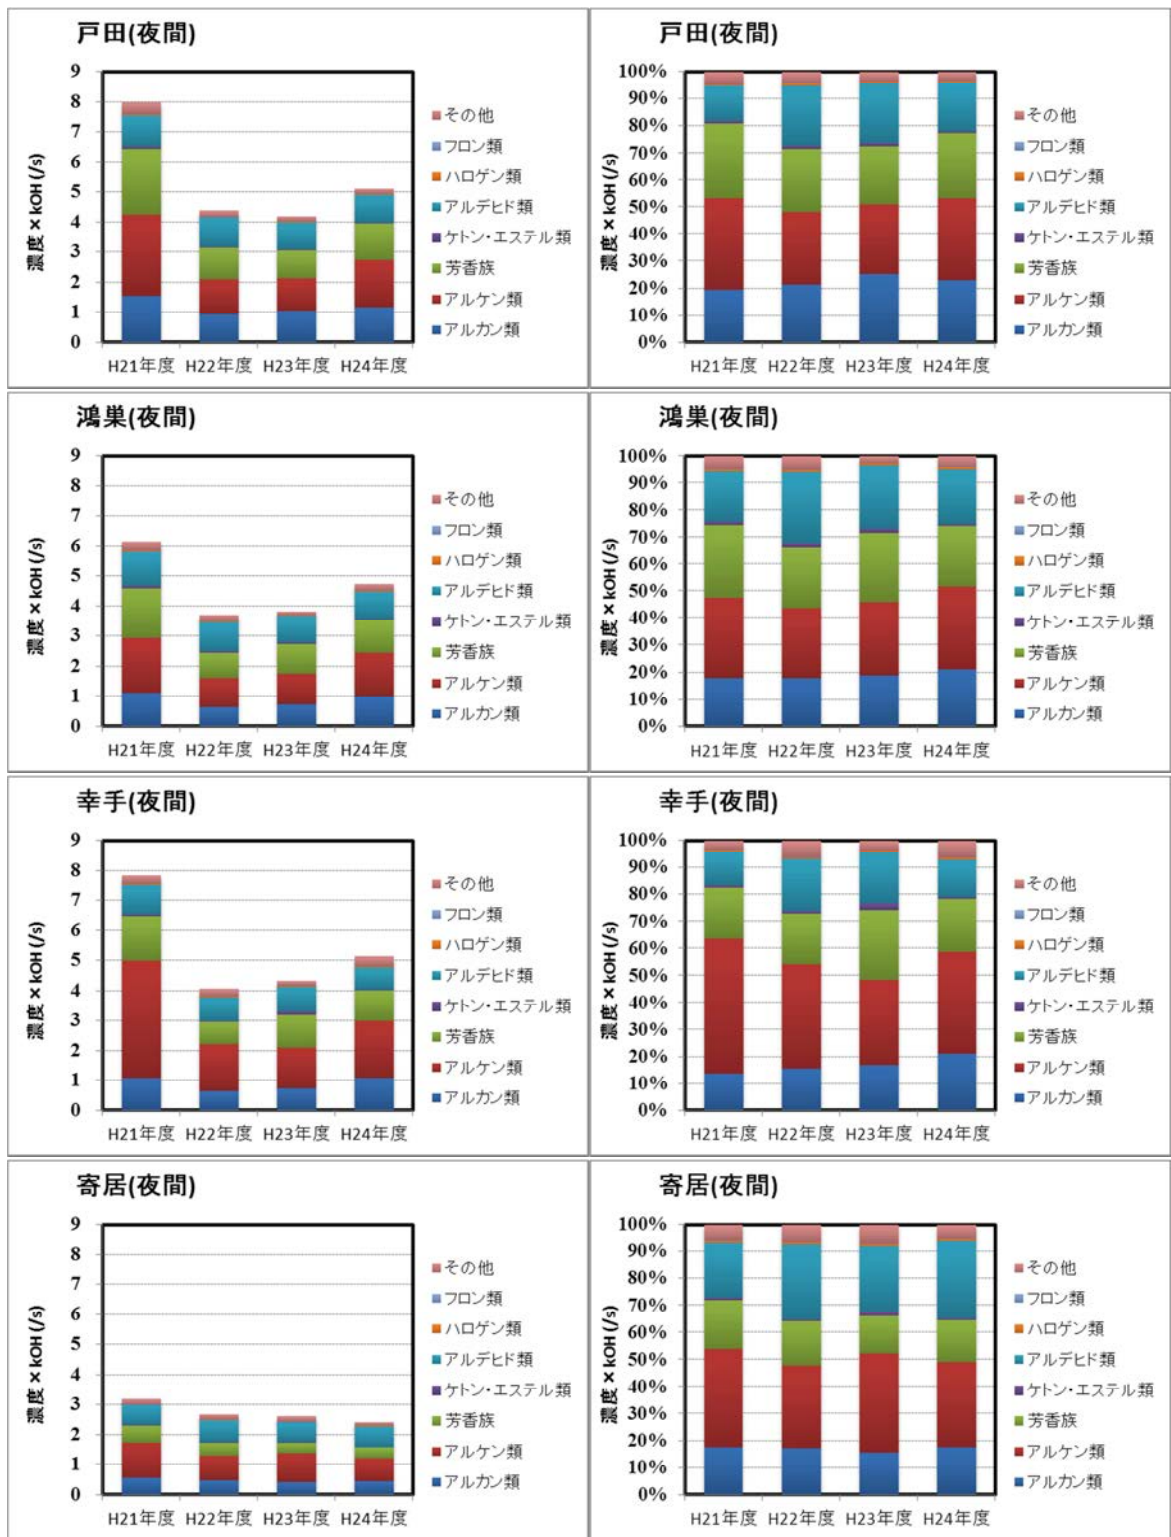 戸田(夜間)
濃度×kOH(/s)
9
8
7
6
5
4
3
2
1
0
H21年度 H22年度 H23年度 H24年度
その他
フロン類
ハロゲン類
アルデヒド類
ケトン・エステル類
芳香族
アルケン類
アルカン類
戸田(夜間)
濃度×kOH(/s)
100%
90%
80%
70%
60%
50%
40%
30%
20%
10%
0%
H21年度 H22年度 H23年度 H24年度
その他
フロン類
ハロゲン類
アルデヒド類
ケトン・エステル類
芳香族
アルケン類
アルカン類
鴻巣(夜間)
濃度×kOH(/s)
9
8
7
6
5
4
3
2
1
0
H21年度 H22年度 H23年度 H24年度
その他
フロン類
ハロゲン類
アルデヒド類
ケトン・エステル類
芳香族
アルケン類
アルカン類
鴻巣(夜間)
濃度×kOH(/s)
100%
90%
80%
70%
60%
50%
40%
30%
20%
10%
0%
H21年度 H22年度 H23年度 H24年度
その他
フロン類
ハロゲン類
アルデヒド類
ケトン・エステル類
芳香族
アルケン類
アルカン類
幸手(夜間)
濃度×kOH(/s)
9
8
7
6
5
4
3
2
1
0
H21年度 H22年度 H23年度 H24年度
その他
フロン類
ハロゲン類
アルデヒド類
ケトン・エステル類
芳香族
アルケン類
アルカン類
幸手(夜間)
濃度×kOH(/s)
100%
90%
80%
70%
60%
50%
40%
30%
20%
10%
0%
H21年度 H22年度 H23年度 H24年度
その他
フロン類
ハロゲン類
アルデヒド類
ケトン・エステル類
芳香族
アルケン類
アルカン類
寄居(夜間)
濃度×kOH(/s)
9
8
7
6
5
4
3
2
1
0
H21年度 H22年度 H23年度 H24年度
その他
フロン類
ハロゲン類
アルデヒド類
ケトン・エステル類
芳香族
アルケン類
アルカン類
寄居(夜間)
濃度×kOH(/s)
100%
90%
80%
70%
60%
50%
40%
30%
20%
10%
0%
H21年度 H22年度 H23年度 H24年度
その他
フロン類
ハロゲン類
アルデヒド類
ケトン・エステル類
芳香族
アルケン類
アルカン類